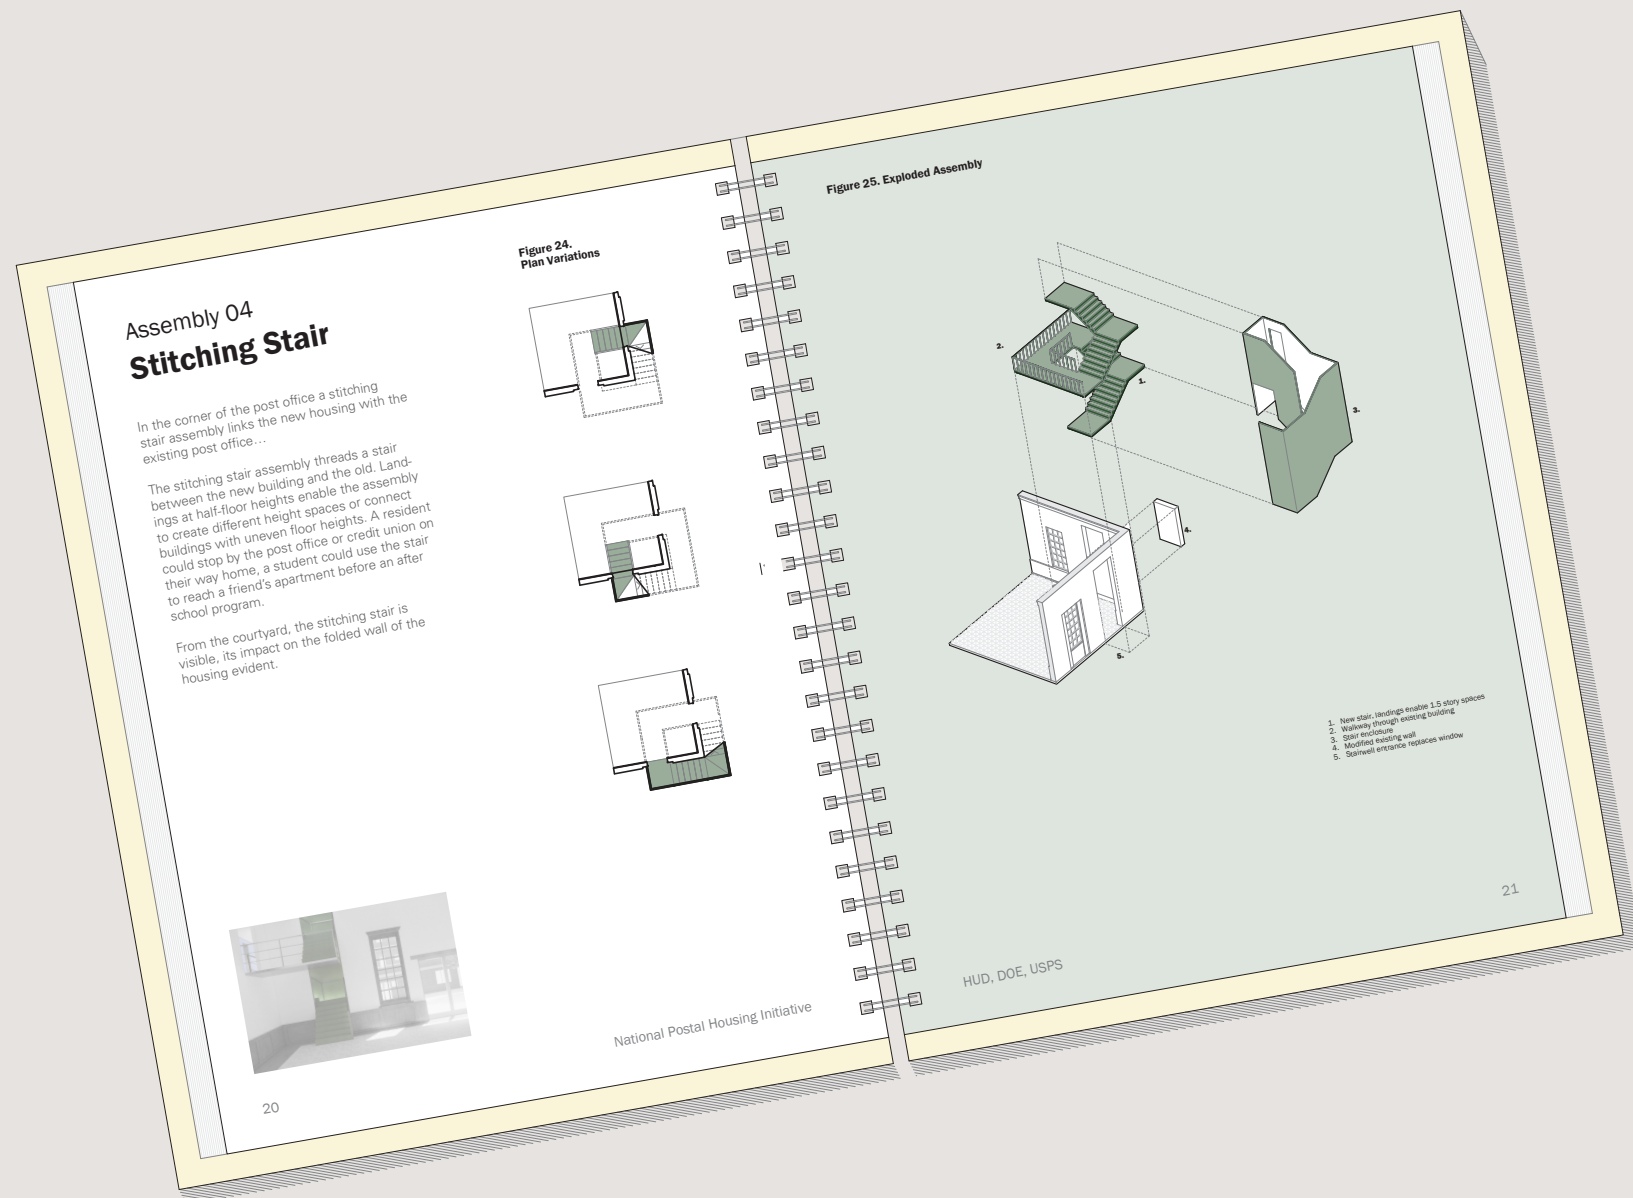 Assembly 04
Stitching Stair
In the corner of the post office a stitching
stair assembly links the new housing with the
existing post office…
The stitching stair assembly threads a stair
between the new building and the old. Land-
ings at half-floor heights enable the assembly
to create different height spaces or connect
buildings with uneven floor heights. A resident
could stop by the post office or credit union on
their way home, a student could use the stair
to reach a friend's apartment before an after
school program.
From the courtyard, the stitching stair is
visible, its impact on the folded wall of the
housing evident.
Figure 24.
Plan Variations
National Postal Housing Initiative
20
Figure 25. Exploded Assembly
2.
1.
3.
4.
5.
1. New stair, landings enable 1.5 story spaces
2. Walkway through existing building
3. Stair enclosure
4. Modified existing wall
5. Stairwell entrance replaces window
HUD, DOE, USPS
21